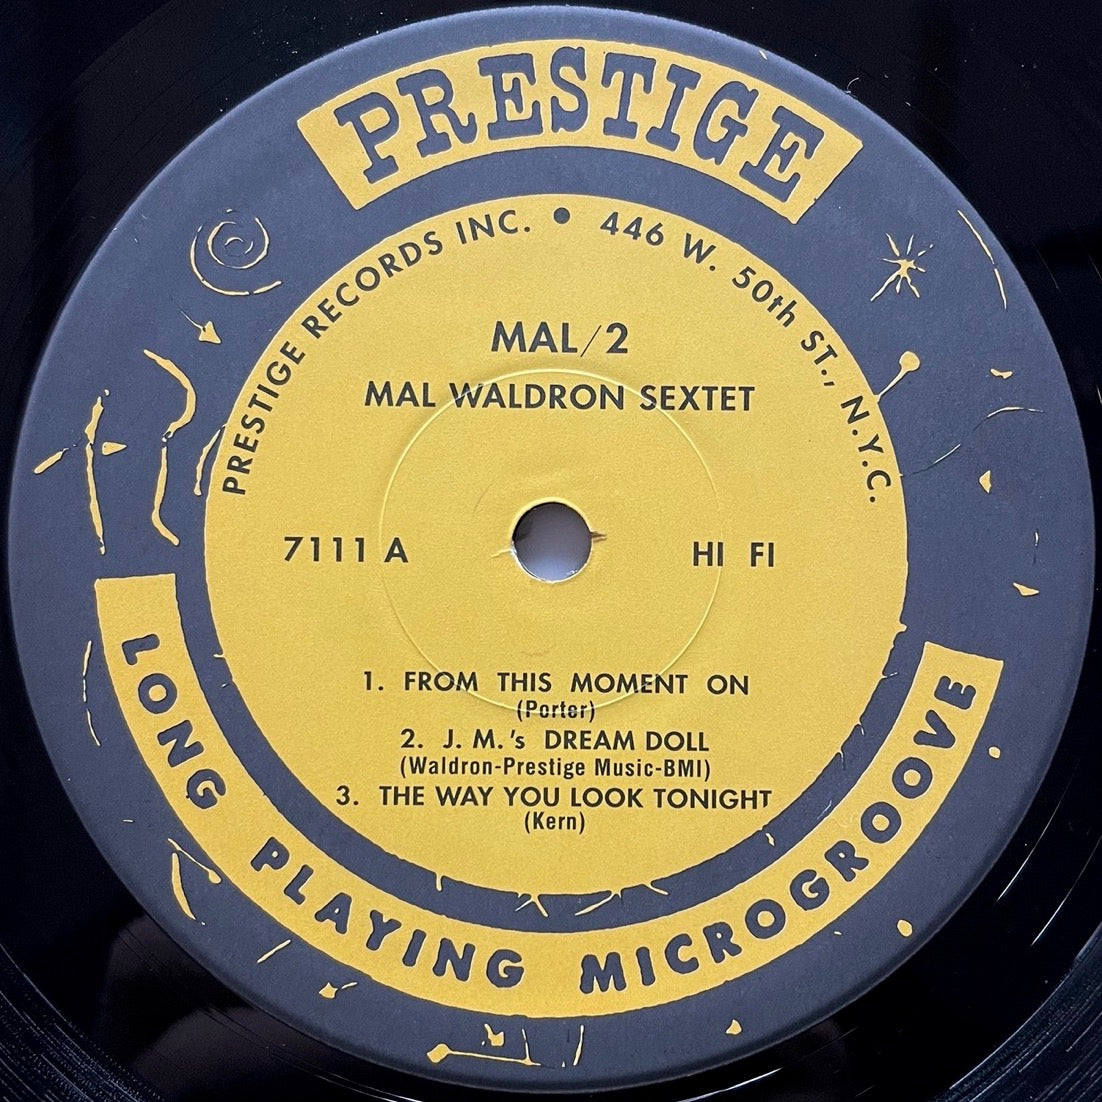 PRESTIGE
PRESTIGE RECORDS INC. • 446 W. 50th ST., N.Y.C.
MAL/2
MAL WALDRON SEXTET
7111 A
HI FI
1. FROM THIS MOMENT ON
(Porter)
2. J. M.'s DREAM DOLL
(Waldron-Prestige Music-BMI)
3. THE WAY YOU LOOK TONIGHT
(Kern)
LONG PLAYING MICROGROOVE